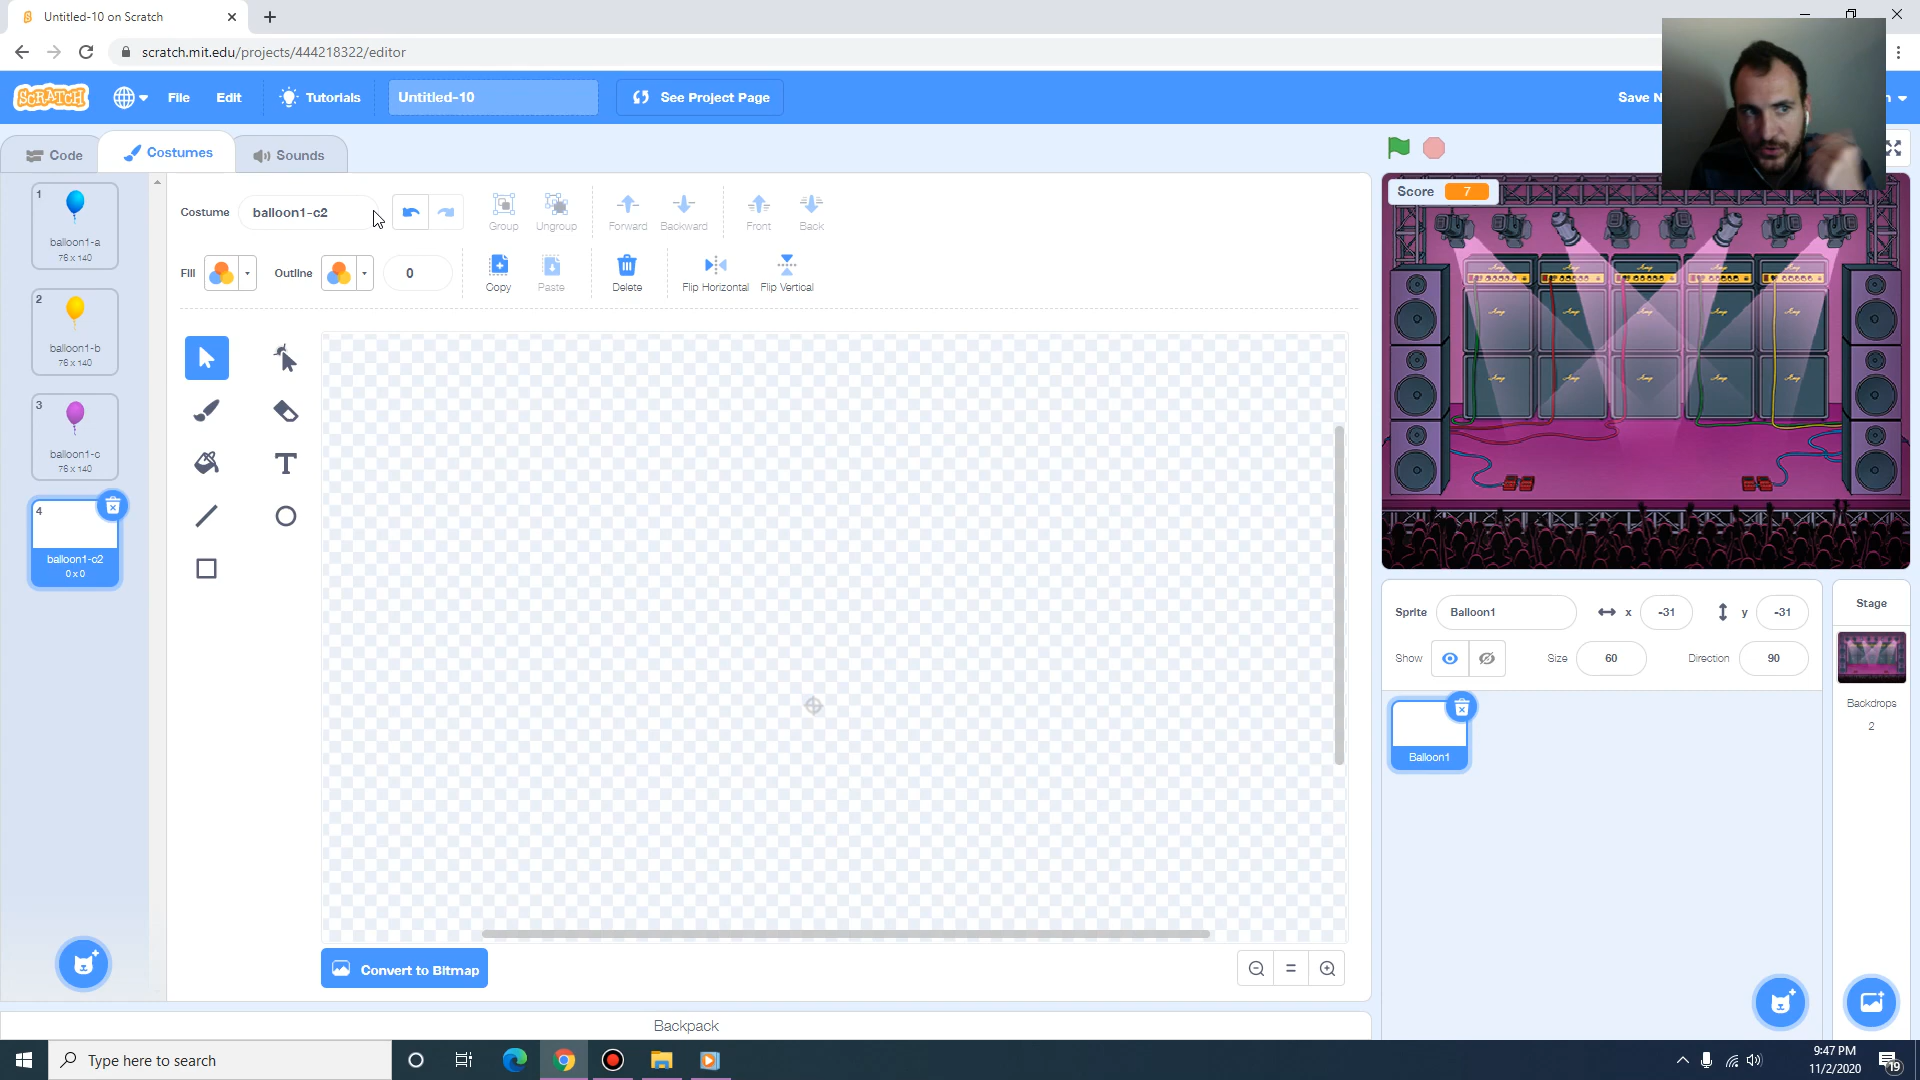 Untitled-10 on Scratch
scratch.mit.edu/projects/444218322/editor
SCRATCH
File
Edit
Tutorials
Untitled-10
See Project Page
Save N
Code
Costumes
Sounds
1
balloon1-a
76 x 140
2
balloon1-b
76 x 140
3
balloon1-c
76 x 140
4
balloon1-c2
0 x 0
Costume
balloon1-c2
Group
Ungroup
Forward
Backward
Front
Back
Fill
Outline
0
Copy
Paste
Delete
Flip Horizontal
Flip Vertical
T
Convert to Bitmap
Backpack
Score 7
Sprite
Balloon1
x
-31
y
-31
Show
Size
60
Direction
90
Balloon1
Stage
Backdrops
2
Type here to search
9:47 PM
11/2/2020
19